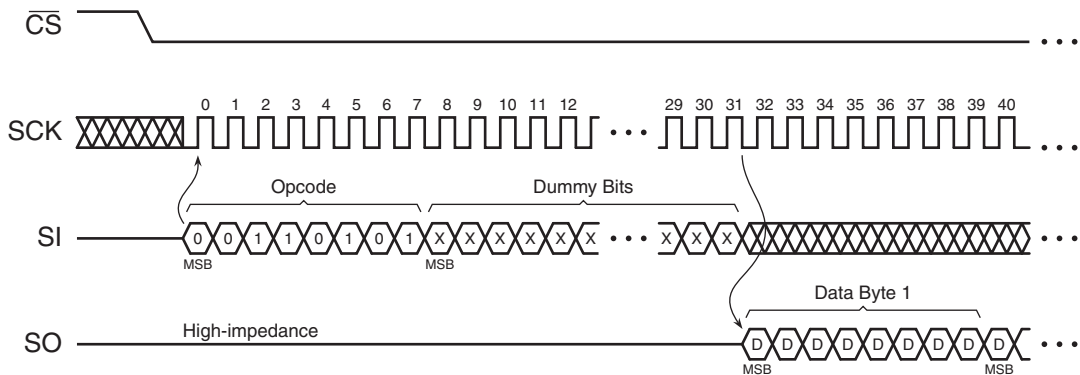 CS
0 1 2 3 4 5 6 7 8 9 10 11 12 29 30 31 32 33 34 35 36 37 38 39 40
SCK
Opcode Dummy Bits
SI 0 0 1 1 0 1 0 1 X X X X X X X X X
MSB MSB
Data Byte 1
High-impedance
SO D D D D D D D D D
MSB MSB